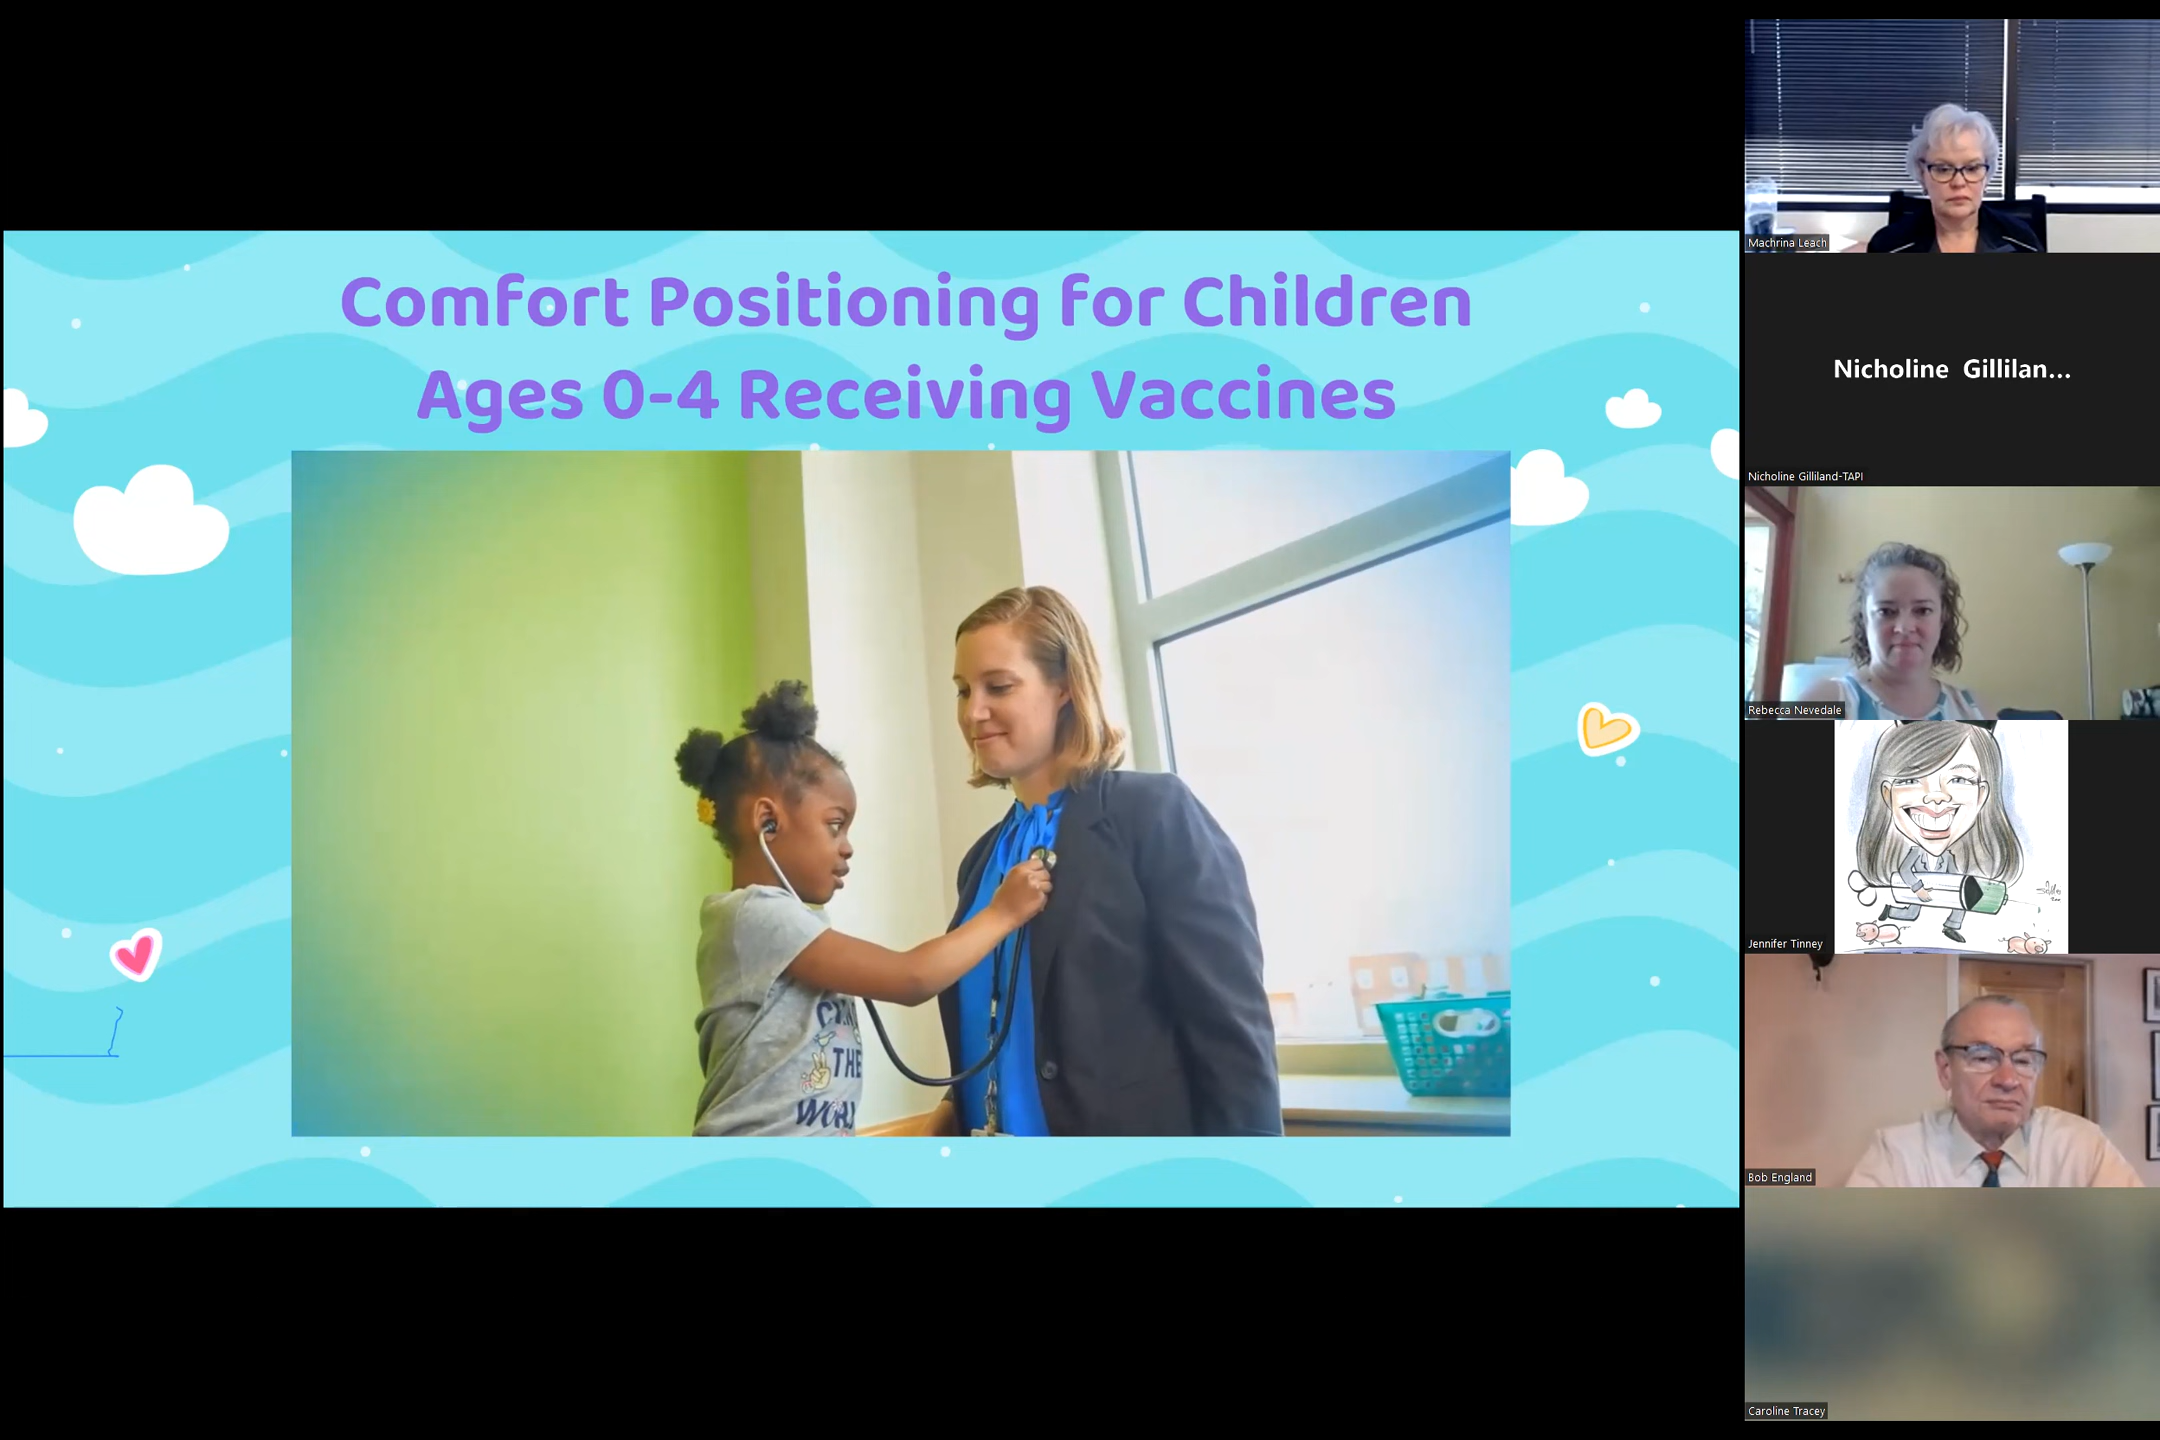 Comfort Positioning for Children
Ages 0-4 Receiving Vaccines
THE
Machrina Leach
Nicholine Gillilan...
Nicholine Gilliland-TAPI
Rebecca Nevedale
Jennifer Tinney
Bob England
Caroline Tracey